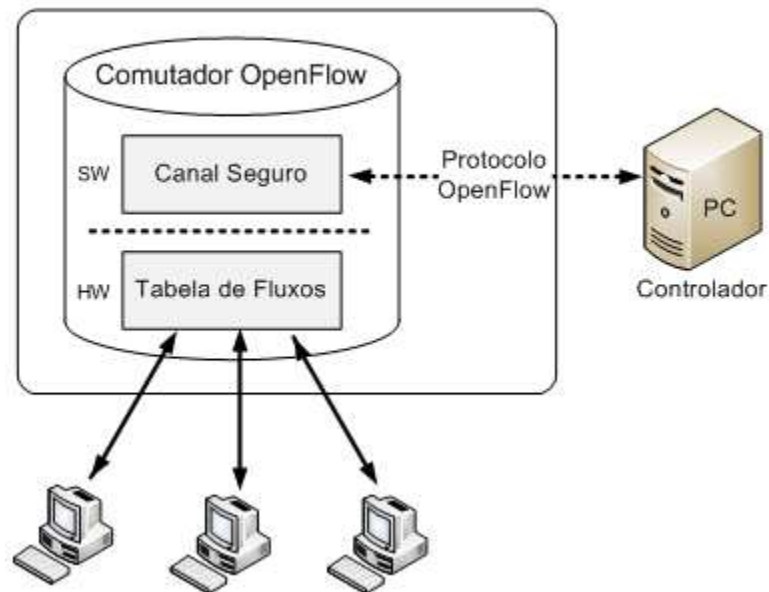 Comutador OpenFlow
SW
Canal Seguro
Protocolo
OpenFlow
PC
Controlador
HW
Tabela de Fluxos